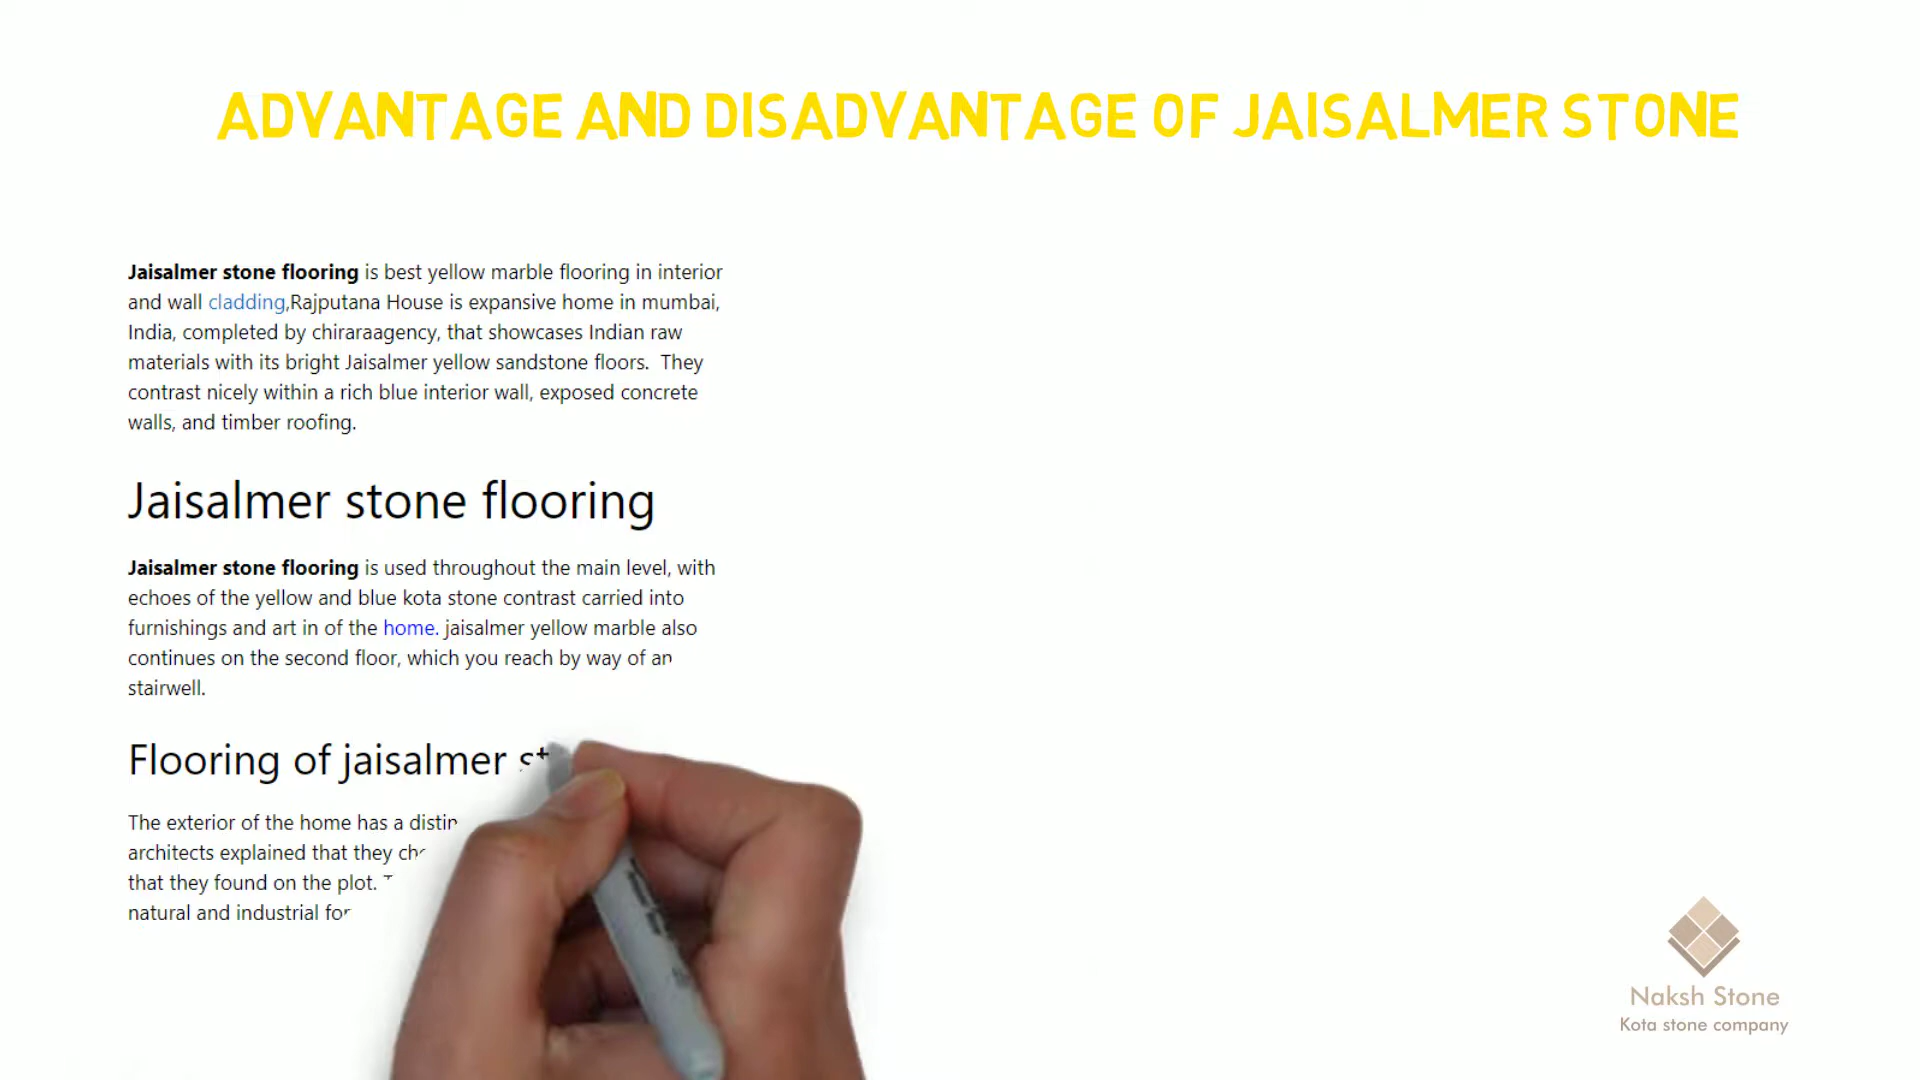 ADVANTAGE AND DISADVANTAGE OF JAISALMER STONE
Jaisalmer stone flooring is best yellow marble flooring in interior
and wall cladding,Rajputana House is expansive home in mumbai,
India, completed by chiraraagency, that showcases Indian raw
materials with its bright Jaisalmer yellow sandstone floors. They
contrast nicely within a rich blue interior wall, exposed concrete
walls, and timber roofing.
Jaisalmer stone flooring
Jaisalmer stone flooring is used throughout the main level, with
echoes of the yellow and blue kota stone contrast carried into
furnishings and art in of the home. jaisalmer yellow marble also
continues on the second floor, which you reach by way of an
stairwell.
Flooring of jaisalmer
The exterior of the home has a
architects explained that they
that they found on the plot.
natural and industrial
Naksh Stone
Kota stone company